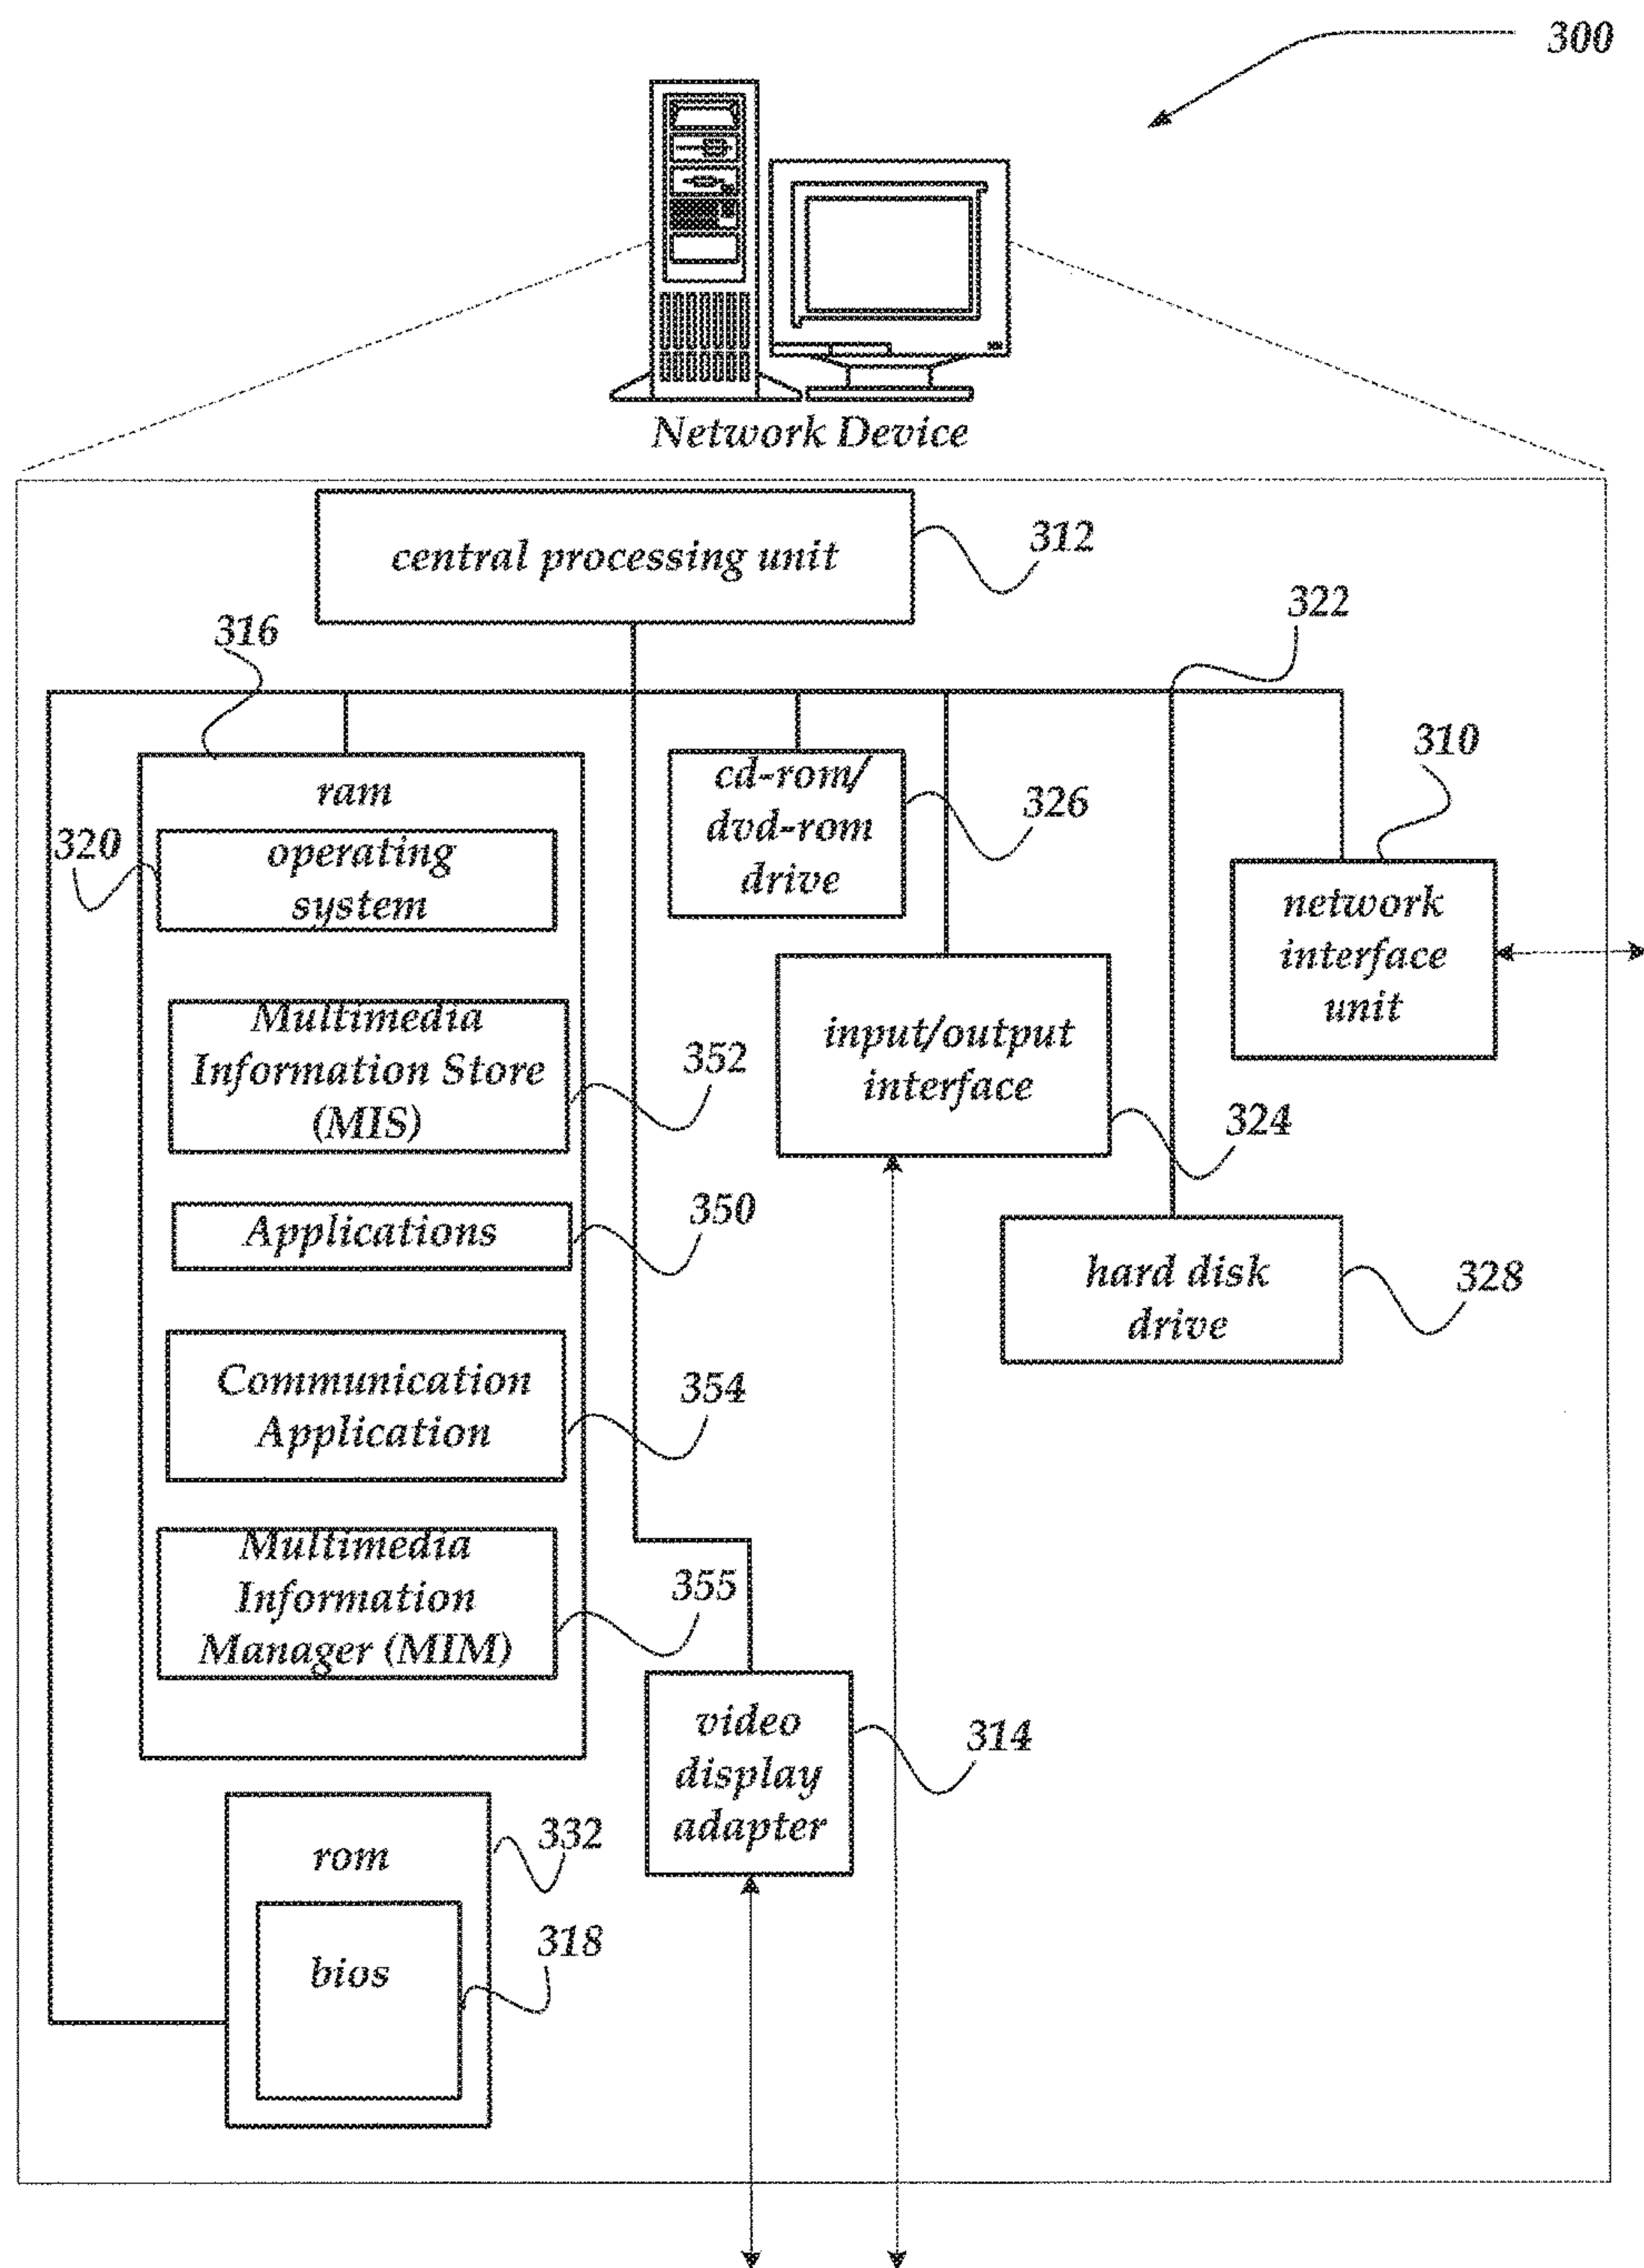 300
Network Device
central processing unit
312
322
316
310
ram
cd-rom/
dvd-rom
drive
326
320
operating
system
network
interface
unit
Multimedia
Information Store
(MIS)
352
input/output
interface
324
Applications
350
hard disk
drive
328
Communication
Application
354
Multimedia
Information
Manager (MIM)
355
video
display
adapter
314
rom
332
bios
318